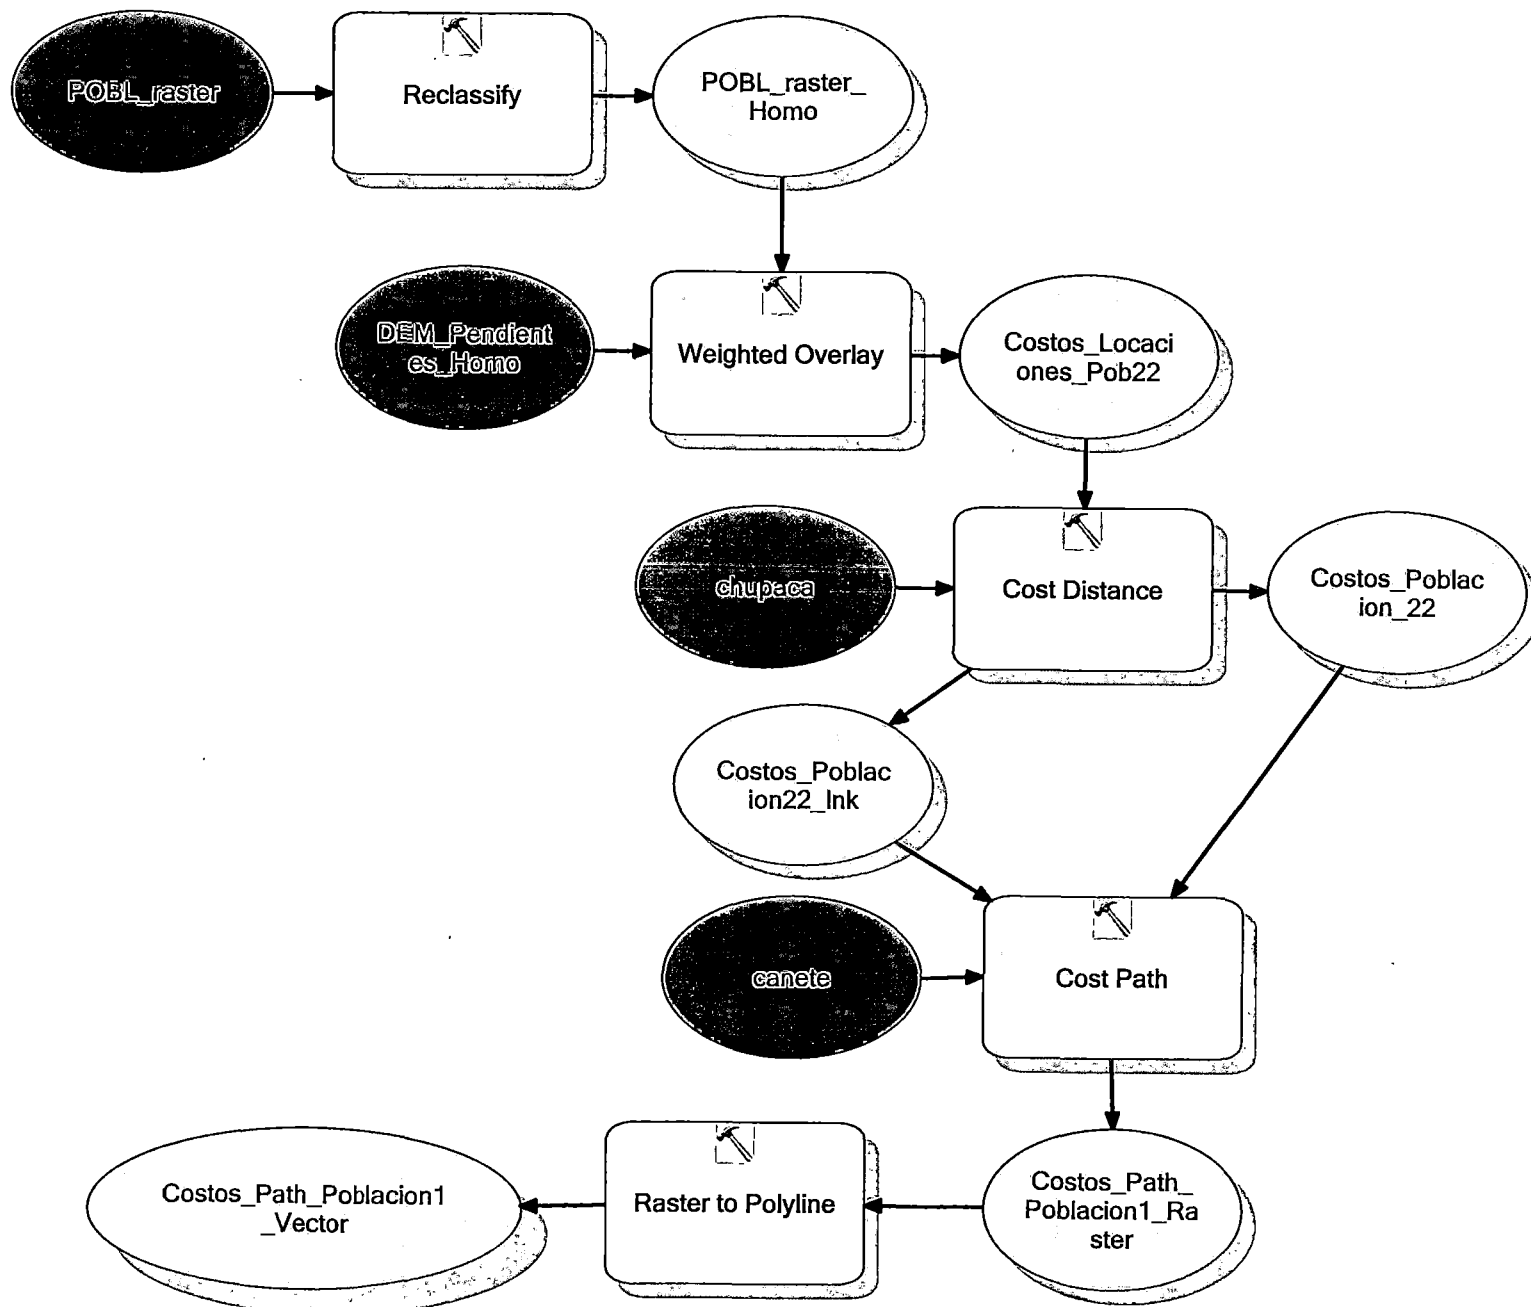 POBL_raster
Reclassify
POBL_raster_
Homo
DEM_Pendient
es_Homo
Weighted Overlay
Costos_Locaci
ones_Pob22
chupaca
Cost Distance
Costos_Poblac
ion_22
Costos_Poblac
ion22_lnk
canete
Cost Path
Costos_Path_Poblacion1
_Vector
Raster to Polyline
Costos_Path_
Poblacion1_Ra
ster